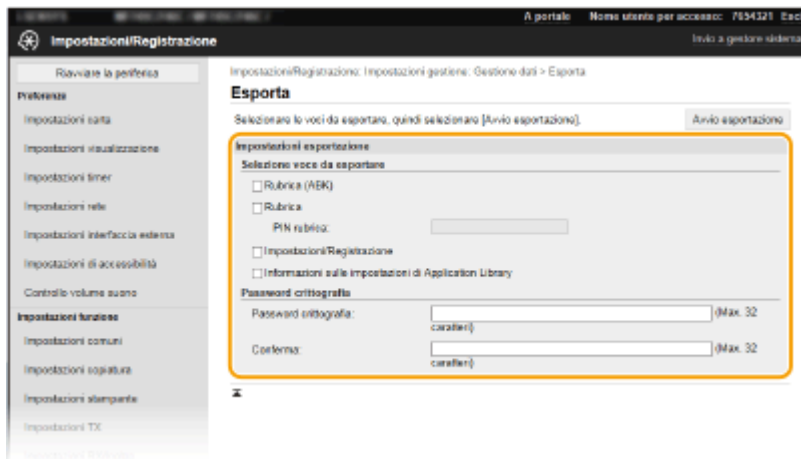 A portale Nome utente per accesso: 7654321
Impostazioni/Registrazione
Invio a gestore sistema
Riavviare la periferica
Preferenze
Impostazioni carta
Impostazioni visualizzazione
Impostazioni timer
Impostazioni rete
Impostazioni interfaccia esterna
Impostazioni di accessibilità
Controllo volume suono
Impostazioni funzione
Impostazioni comuni
Impostazioni copiatura
Impostazioni stampante
Impostazioni TX
Impostazioni/Registrazione: Impostazioni gestione: Gestione dati > Esporta
Esporta
Selezionare le voci da esportare, quindi selezionare [Avvio esportazione].
Avvio esportazione
Impostazioni esportazione
Selezione voce da esportare
Rubrica (ABK)
Rubrica
PIN rubrica:
Impostazioni/Registrazione
Informazioni sulle impostazioni di Application Library
Password crittografia
Password crittografia:
(Max. 32
caratteri)
Conferma:
(Max. 32
caratteri)